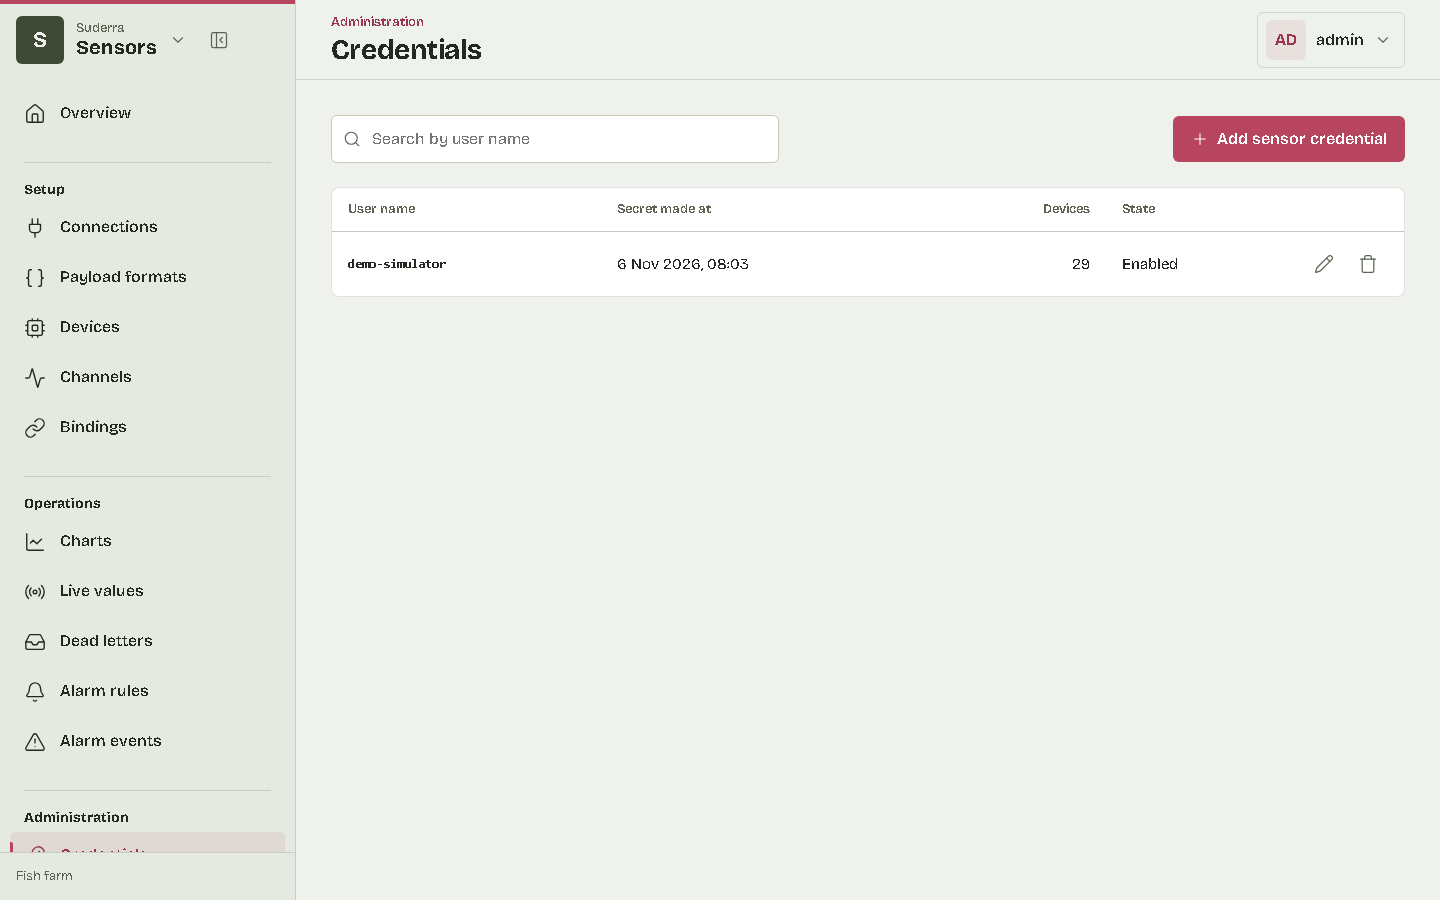 S
Suderra
Sensors
Overview
Setup
Connections
Payload formats
Devices
Channels
Bindings
Operations
Charts
Live values
Dead letters
Alarm rules
Alarm events
Administration
Fish farm
Administration
Credentials
AD
admin
Search by user name
Add sensor credential
User name
Secret made at
Devices
State
demo-simulator
6 Nov 2026, 08:03
29
Enabled